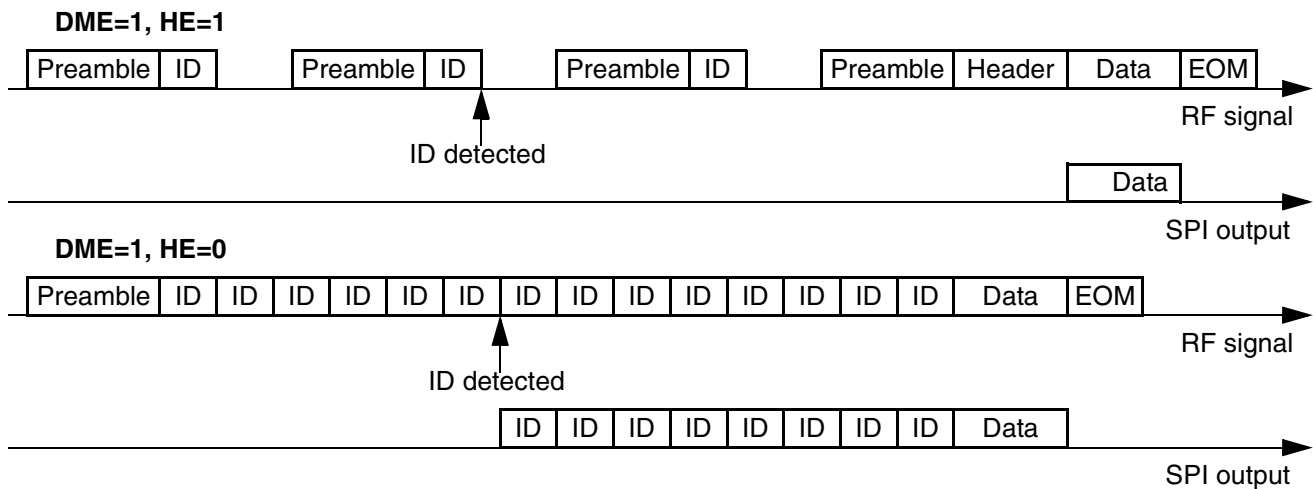 DME=1, HE=1
Preamble ID Preamble ID Preamble ID Preamble Header Data EOM
RF signal
ID detected
Data
SPI output
DME=1, HE=0
Preamble ID ID ID ID ID ID ID ID ID ID ID ID ID ID Data EOM
RF signal
ID detected
ID ID ID ID ID ID ID ID Data
SPI output